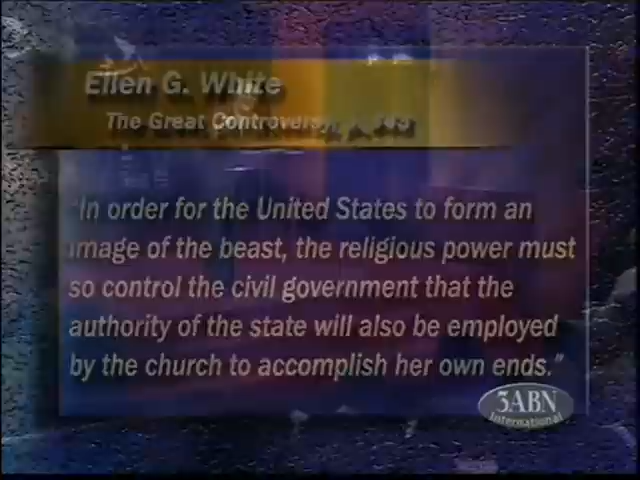 Ellen G. White
The Great Controversy, p.
"In order for the United States to form an
image of the beast, the religious power must
so control the civil government that the
authority of the state will also be employed
by the church to accomplish her own ends."
3ABN
International